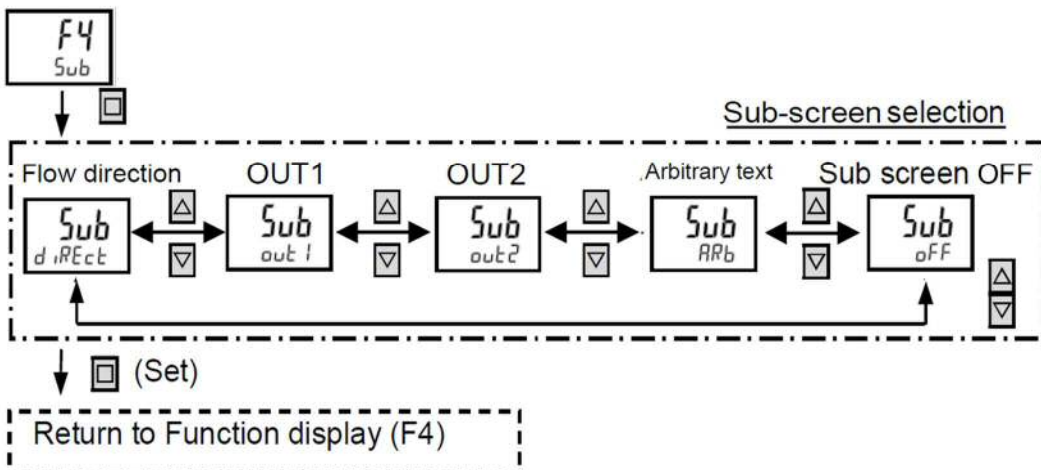 F4
Sub
Sub-screen selection
Flow direction
OUT1
OUT2
Arbitrary text
Sub screen OFF
Sub
diREct
Sub
out1
Sub
out2
Sub
ARb
Sub
oFF
(Set)
Return to Function display (F4)